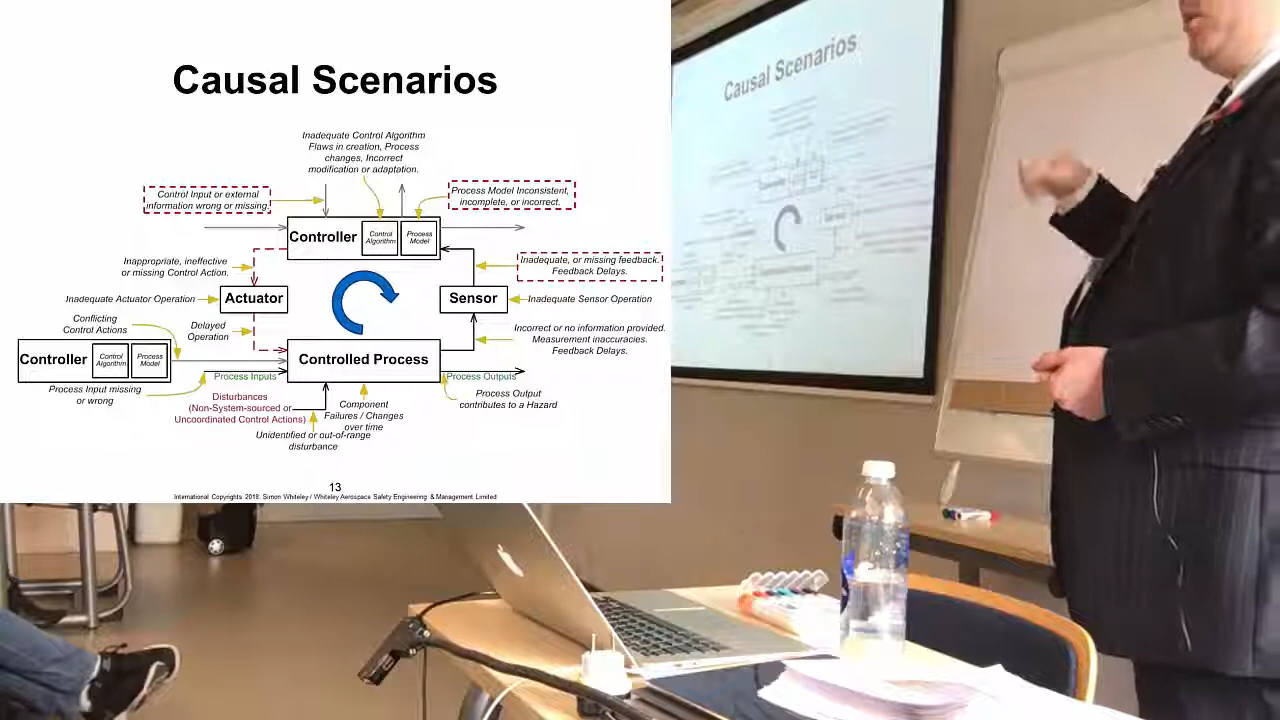 Causal Scenarios
Inadequate Control Algorithm
Flaws in creation, Process
changes, Incorrect
modification or adaptation.
Control Input or external
information wrong or missing.
Process Model Inconsistent,
incomplete, or incorrect.
Controller
Control
Algorithm
Process
Model
Inappropriate, ineffective
or missing Control Action.
Inadequate, or missing feedback.
Feedback Delays.
Inadequate Actuator Operation
Actuator
Sensor
Inadequate Sensor Operation
Conflicting
Control Actions
Delayed
Operation
Incorrect or no information provided.
Measurement inaccuracies.
Feedback Delays.
Controller
Control
Algorithm
Process
Model
Controlled Process
Process Inputs
Process Outputs
Process Input missing
or wrong
Disturbances
(Non-System-sourced or
Uncoordinated Control Actions)
Component
Failures / Changes
over time
Process Output
contributes to a Hazard
Unidentified or out-of-range
disturbance
13
International Copyrights 2018. Simon Whiteley / Whiteley Aerospace Safety Engineering & Management Limited
Causal Scenarios